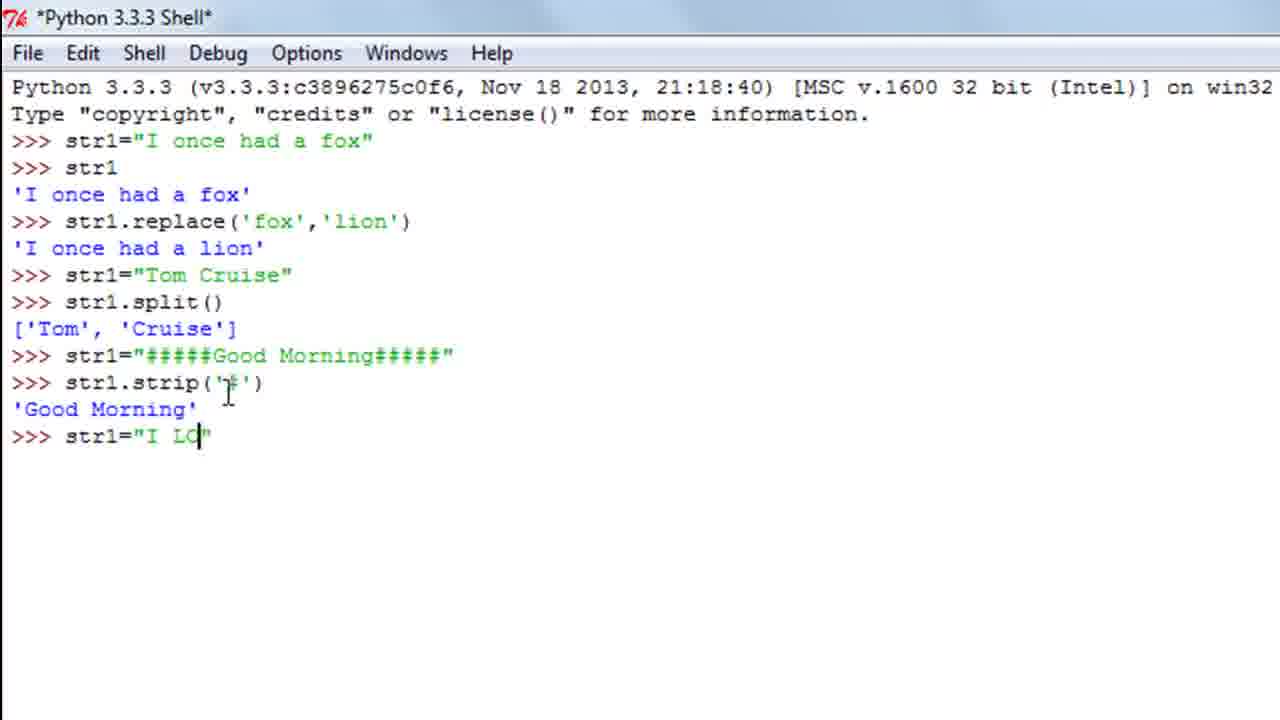 *Python 3.3.3 Shell*
File Edit Shell Debug Options Windows Help
Python 3.3.3 (v3.3.3:c3896275c0f6, Nov 18 2013, 21:18:40) [MSC v.1600 32 bit (Intel)] on win32
Type "copyright", "credits" or "license()" for more information.
>>> str1="I once had a fox"
>>> str1
'I once had a fox'
>>> str1.replace('fox','lion')
'I once had a lion'
>>> str1="Tom Cruise"
>>> str1.split()
['Tom', 'Cruise']
>>> str1="#####Good Morning#####"
>>> str1.strip('#')
'Good Morning'
>>> str1="I LO"